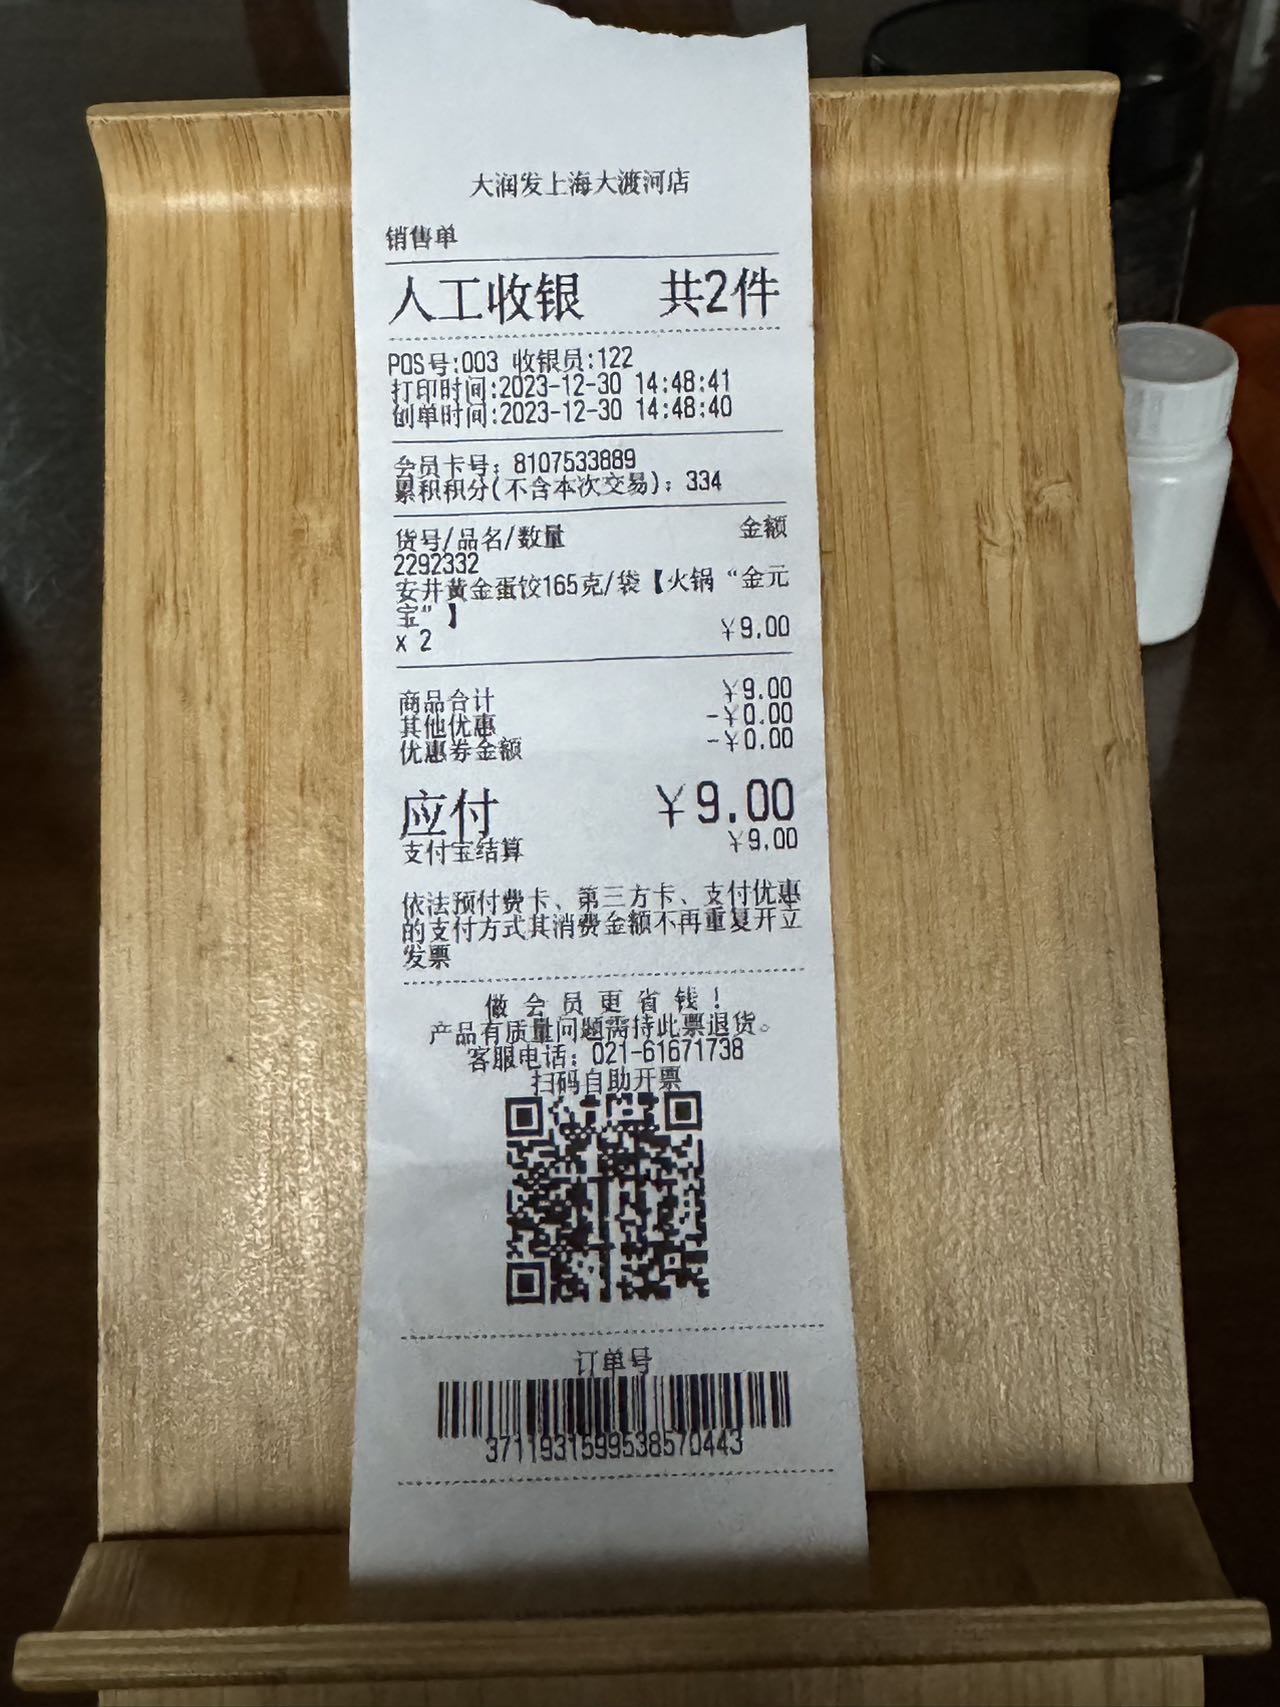 大润发上海大渡河店
销售单
人工收银 共2件
POS号:003 收银员:122
打印时间:2023-12-30 14:48:41
创单时间:2023-12-30 14:48:40
会员卡号: 8107533889
累积积分(不含本次交易): 334
货号/品名/数量 金额
2292332
安井黄金蛋饺165克/袋【火锅“金元
宝”】
x 2 ¥9.00
商品合计 ¥9.00
其他优惠 -¥0.00
优惠券金额 -¥0.00
应付 ¥9.00
支付宝结算 ¥9.00
依法预付费卡、第三方卡、支付优惠
的支付方式其消费金额不再重复开立
发票
做会员更省钱！
产品有质量问题需持此票退货。
客服电话: 021-61671738
扫码自助开票
订单号
3711931599538570443